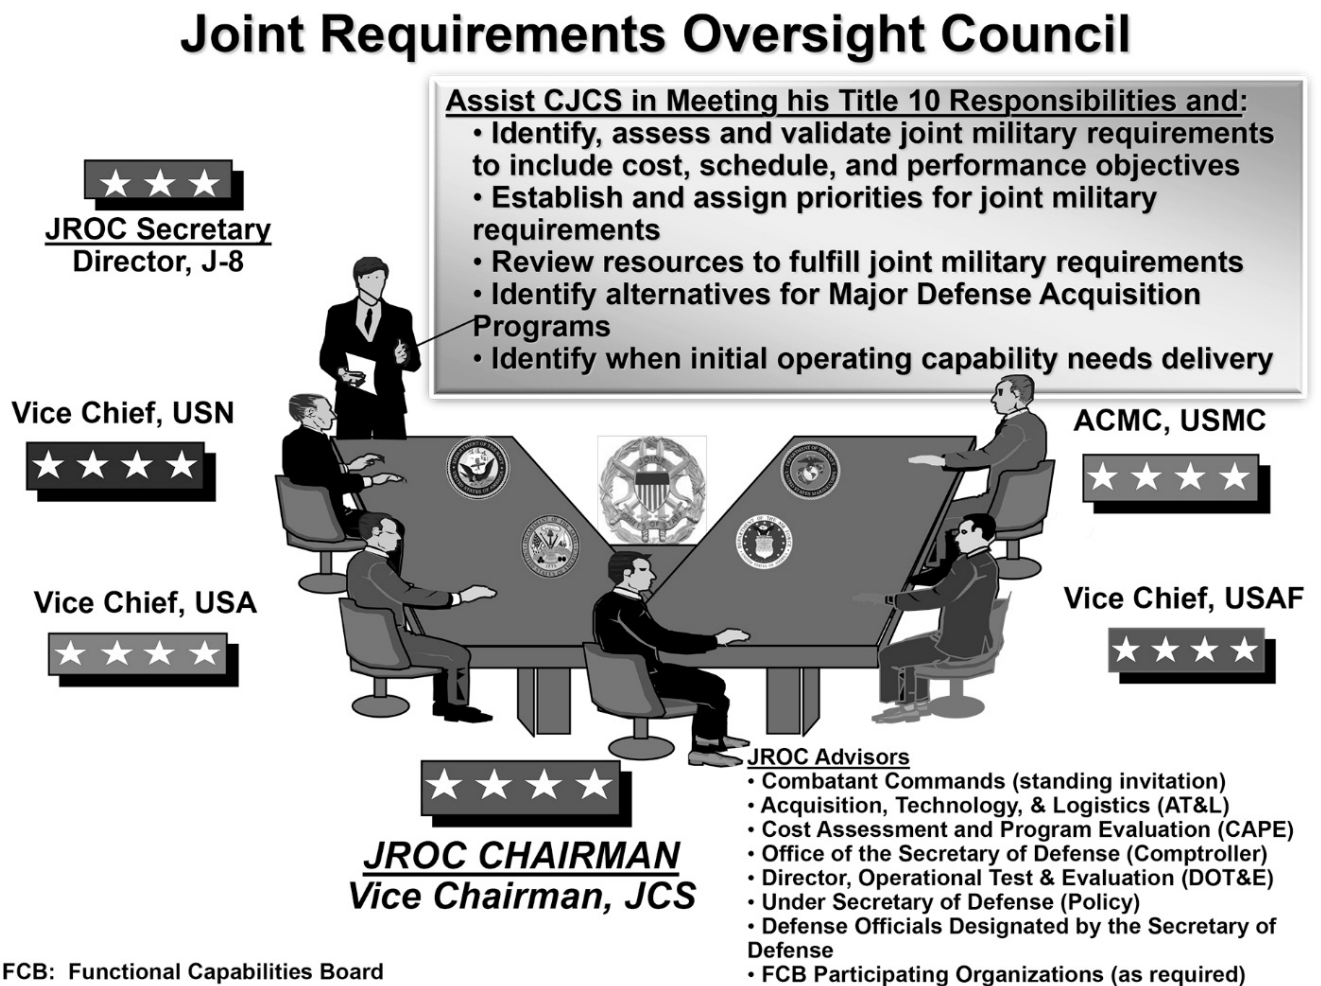 Joint Requirements Oversight Council
Assist CJCS in Meeting his Title 10 Responsibilities and:
• Identify, assess and validate joint military requirements
to include cost, schedule, and performance objectives
• Establish and assign priorities for joint military
requirements
• Review resources to fulfill joint military requirements
• Identify alternatives for Major Defense Acquisition
Programs
• Identify when initial operating capability needs delivery
JROC Secretary
Director, J-8
Vice Chief, USN
ACMC, USMC
Vice Chief, USA
Vice Chief, USAF
JROC CHAIRMAN
Vice Chairman, JCS
JROC Advisors
• Combatant Commands (standing invitation)
• Acquisition, Technology, & Logistics (AT&L)
• Cost Assessment and Program Evaluation (CAPE)
• Office of the Secretary of Defense (Comptroller)
• Director, Operational Test & Evaluation (DOT&E)
• Under Secretary of Defense (Policy)
• Defense Officials Designated by the Secretary of
Defense
• FCB Participating Organizations (as required)
FCB: Functional Capabilities Board